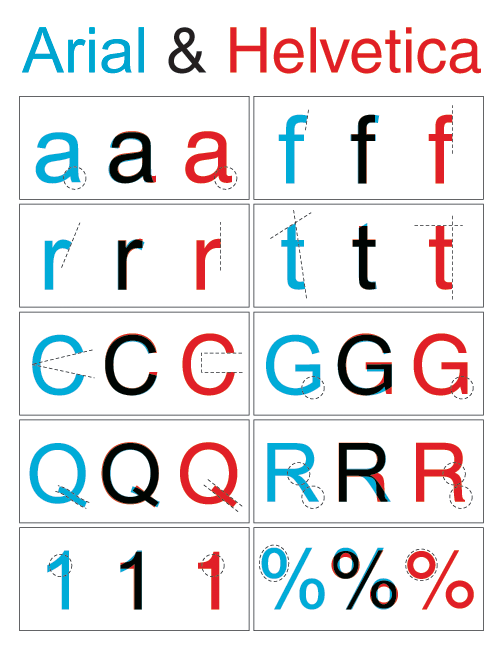 Arial & Helvetica
a a a f f f
r r r t t t
C C C G G G
Q Q Q R R R
1 1 1 % % %